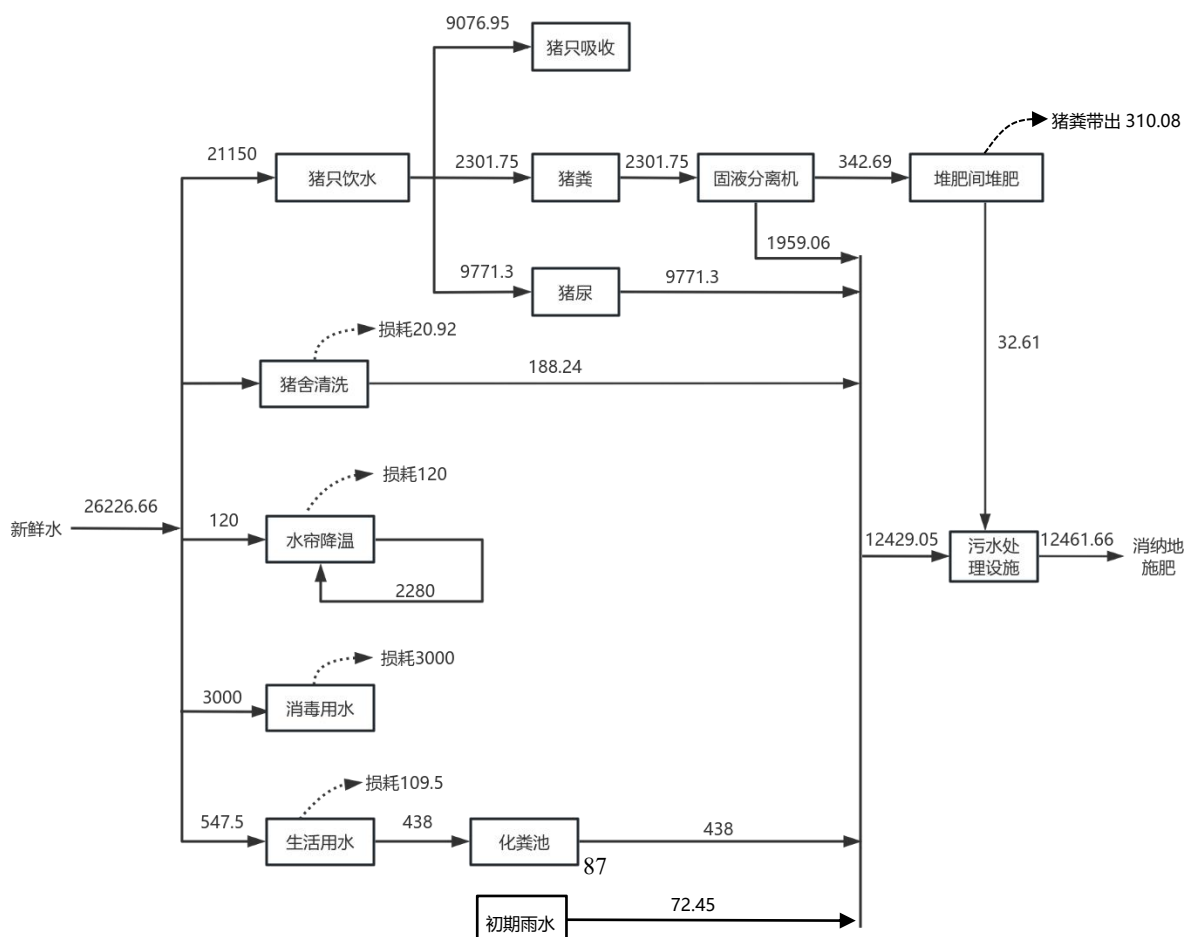 9076.95
猪只吸收
猪粪带出 310.08
21150
猪只饮水
2301.75
猪粪
2301.75
固液分离机
342.69
堆肥间堆肥
1959.06
9771.3
猪尿
9771.3
损耗20.92
猪舍清洗
188.24
32.61
损耗120
新鲜水
26226.66
120
水帘降温
2280
12429.05
污水处
理设施
12461.66
消纳地
施肥
损耗3000
3000
消毒用水
损耗109.5
547.5
生活用水
438
化粪池
438
87
初期雨水
72.45